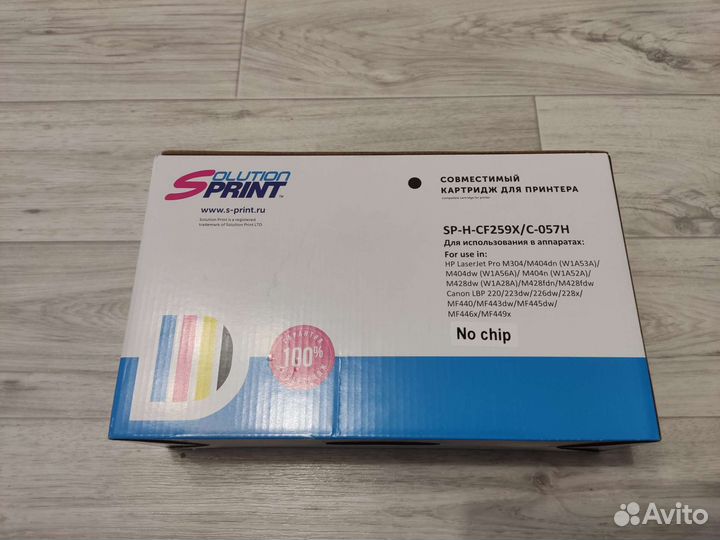 SOLUTION
SPRINT™
www.s-print.ru
Solution Print is a registered
trademark of Solution Print LTD
СОВМЕСТИМЫЙ
КАРТРИДЖ ДЛЯ ПРИНТЕРА
compatible cartridge for printer
SP-H-CF259X/C-057H
Для использования в аппаратах:
For use in:
HP LaserJet Pro M304/M404dn (W1A53A)/
M404dw (W1A56A)/ M404n (W1A52A)/
M428dw (W1A28A)/M428fdn/M428fdw
Canon LBP 220/223dw/226dw/228x/
MF440/MF443dw/MF445dw/
MF446x/MF449x
No chip
ГАРАНТИЯ
100%
Avito